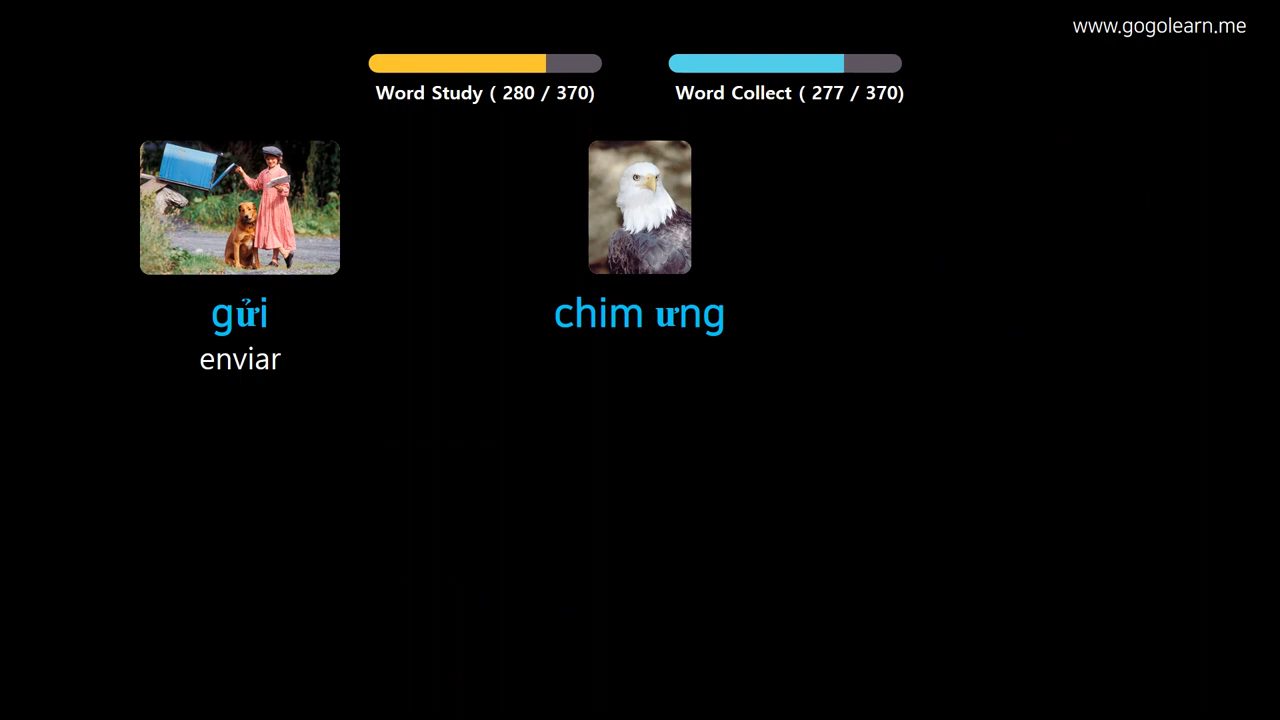 www.gogolearn.me
Word Study ( 280 / 370)
Word Collect ( 277 / 370)
gửi
chim ưng
enviar